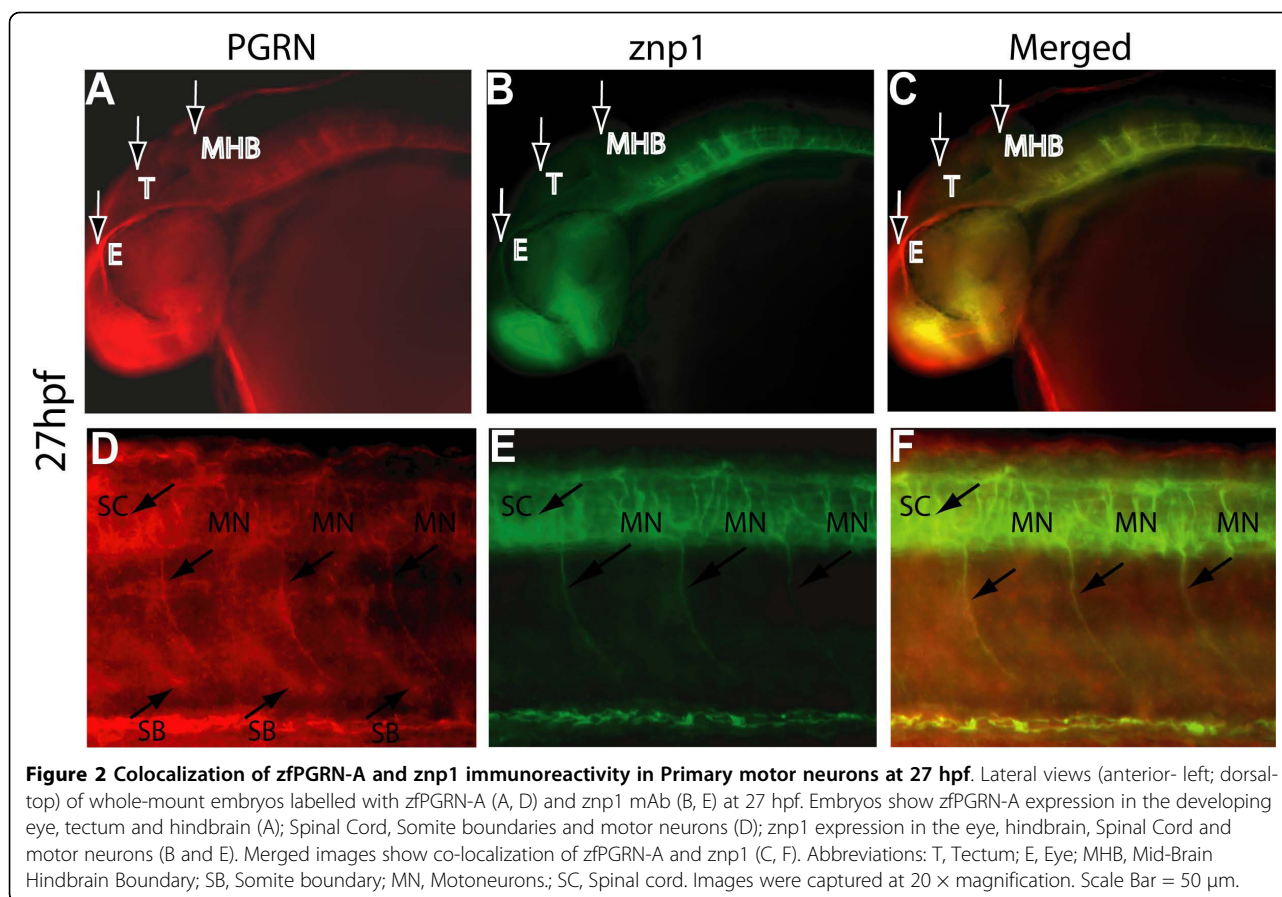 PGRN znp1 Merged
A B C
MHB MHB MHB
T T T
E E E
27hpf
D E F
SC SC SC
MN MN MN MN MN MN MN MN MN
SB SB SB
Figure 2 Colocalization of zfPGRN-A and znp1 immunoreactivity in Primary motor neurons at 27 hpf. Lateral views (anterior- left; dorsal-
top) of whole-mount embryos labelled with zfPGRN-A (A, D) and znp1 mAb (B, E) at 27 hpf. Embryos show zfPGRN-A expression in the developing
eye, tectum and hindbrain (A); Spinal Cord, Somite boundaries and motor neurons (D); znp1 expression in the eye, hindbrain, Spinal Cord and
motor neurons (B and E). Merged images show co-localization of zfPGRN-A and znp1 (C, F). Abbreviations: T, Tectum; E, Eye; MHB, Mid-Brain
Hindbrain Boundary; SB, Somite boundary; MN, Motoneurons.; SC, Spinal cord. Images were captured at 20 × magnification. Scale Bar = 50 μm.